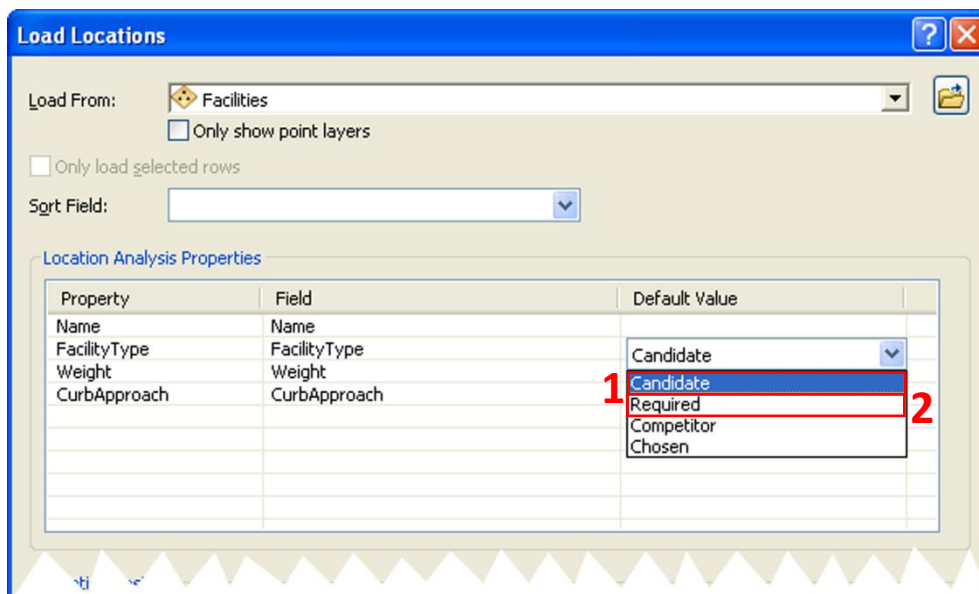 Load Locations
Load From: Facilities
Only show point layers
Only load selected rows
Sort Field:
Location Analysis Properties
Property Field Default Value
Name Name
FacilityType FacilityType Candidate
Weight Weight
CurbApproach CurbApproach
1 Candidate
Required 2
Competitor
Chosen